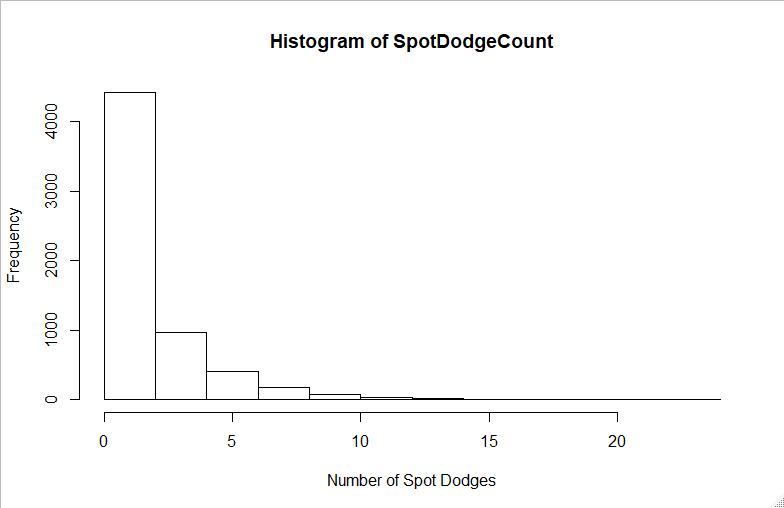 Histogram of SpotDodgeCount
Frequency
4000
3000
2000
1000
0
0 5 10 15 20
Number of Spot Dodges